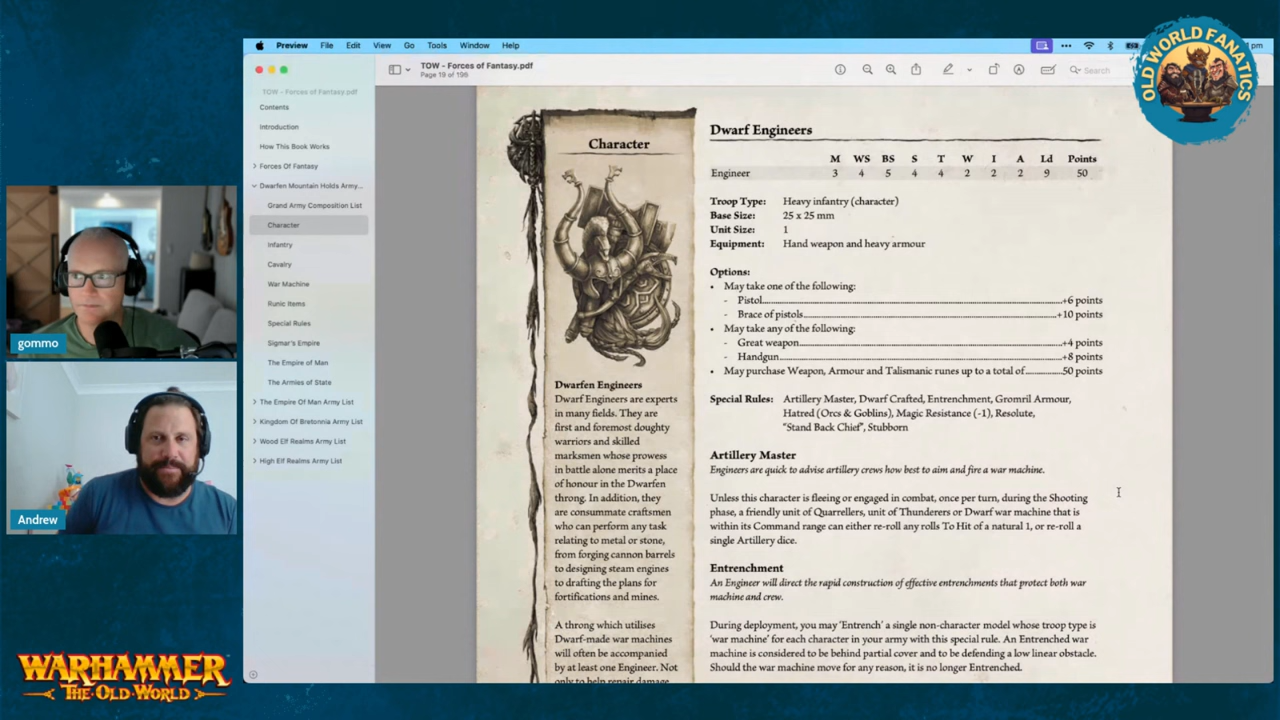 Preview File Edit View Go Tools Window Help
pm
TOW - Forces of Fantasy.pdf
Page 19 of 196
Search
OLD WORLD FANATICS
TOW - Forces of Fantasy.pdf
Contents
Introduction
How This Book Works
Forces Of Fantasy
Dwarfen Mountain Holds Army...
Grand Army Composition List
Character
Infantry
Cavalry
War Machine
Runic Items
Special Rules
Sigmar's Empire
The Empire of Man
The Armies of State
The Empire Of Man Army List
Kingdom Of Bretonnia Army List
Wood Elf Realms Army List
High Elf Realms Army List
gommo
Andrew
WARHAMMER
THE OLD WORLD
Character
Dwarfen Engineers
Dwarf Engineers are experts
in many fields. They are
first and foremost doughty
warriors and skilled
marksmen whose prowess
in battle alone merits a place
of honour in the Dwarfen
throng. In addition, they
are consummate craftsmen
who can perform any task
relating to metal or stone,
from forging cannon barrels
to designing steam engines
to drafting the plans for
fortifications and mines.
A throng which utilises
Dwarf-made war machines
will often be accompanied
by at least one Engineer. Not
only to help repair damage
Dwarf Engineers
M WS BS S T W I A Ld Points
Engineer 3 4 5 4 4 2 2 2 9 50
Troop Type: Heavy infantry (character)
Base Size: 25 x 25 mm
Unit Size: 1
Equipment: Hand weapon and heavy armour
Options:
• May take one of the following:
- Pistol...+6 points
- Brace of pistols...+10 points
• May take any of the following:
- Great weapon...+4 points
- Handgun...+8 points
• May purchase Weapon, Armour and Talismanic runes up to a total of...50 points
Special Rules: Artillery Master, Dwarf Crafted, Entrenchment, Gromril Armour,
Hatred (Orcs & Goblins), Magic Resistance (-1), Resolute,
“Stand Back Chief”, Stubborn
Artillery Master
Engineers are quick to advise artillery crews how best to aim and fire a war machine.
Unless this character is fleeing or engaged in combat, once per turn, during the Shooting
phase, a friendly unit of Quarrellers, unit of Thunderers or Dwarf war machine that is
within its Command range can either re-roll any rolls To Hit of a natural 1, or re-roll a
single Artillery dice.
Entrenchment
An Engineer will direct the rapid construction of effective entrenchments that protect both war
machine and crew.
During deployment, you may 'Entrench' a single non-character model whose troop type is
'war machine' for each character in your army with this special rule. An Entrenched war
machine is considered to be behind partial cover and to be defending a low linear obstacle.
Should the war machine move for any reason, it is no longer Entrenched.